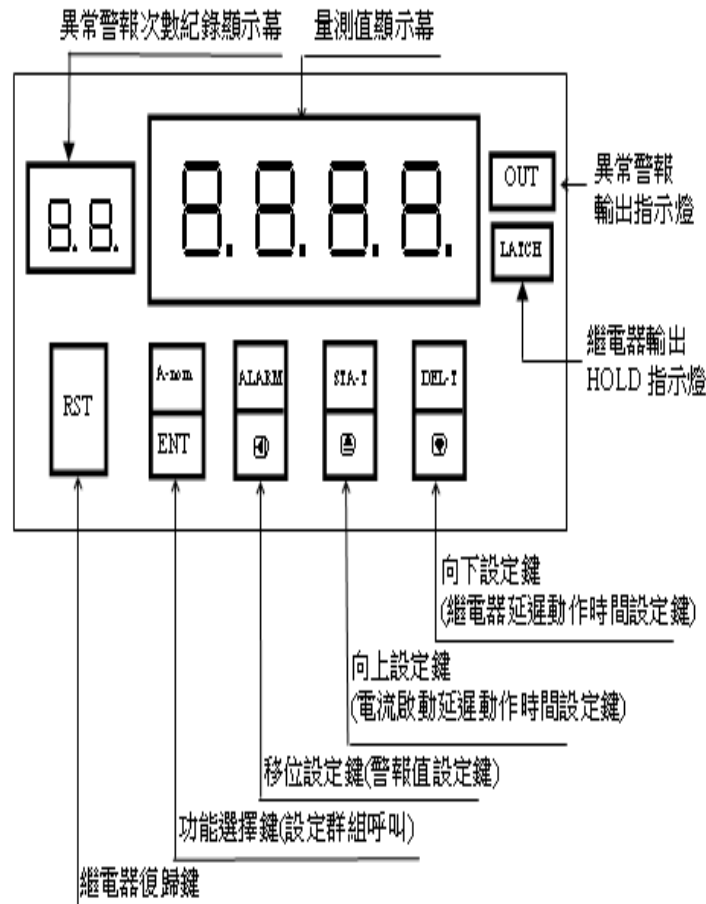 異常警報次數紀錄顯示幕
量測值顯示幕
8.8.
8.8.8.8.
OUT
異常警報
輸出指示燈
LATCH
繼電器輸出
HOLD 指示燈
RST
A-nom
ENT
ALARM
STA-T
DEL-T
向下設定鍵
(繼電器延遲動作時間設定鍵)
向上設定鍵
(電流啟動延遲動作時間設定鍵)
移位設定鍵(警報值設定鍵)
功能選擇鍵(設定群組呼叫)
繼電器復歸鍵